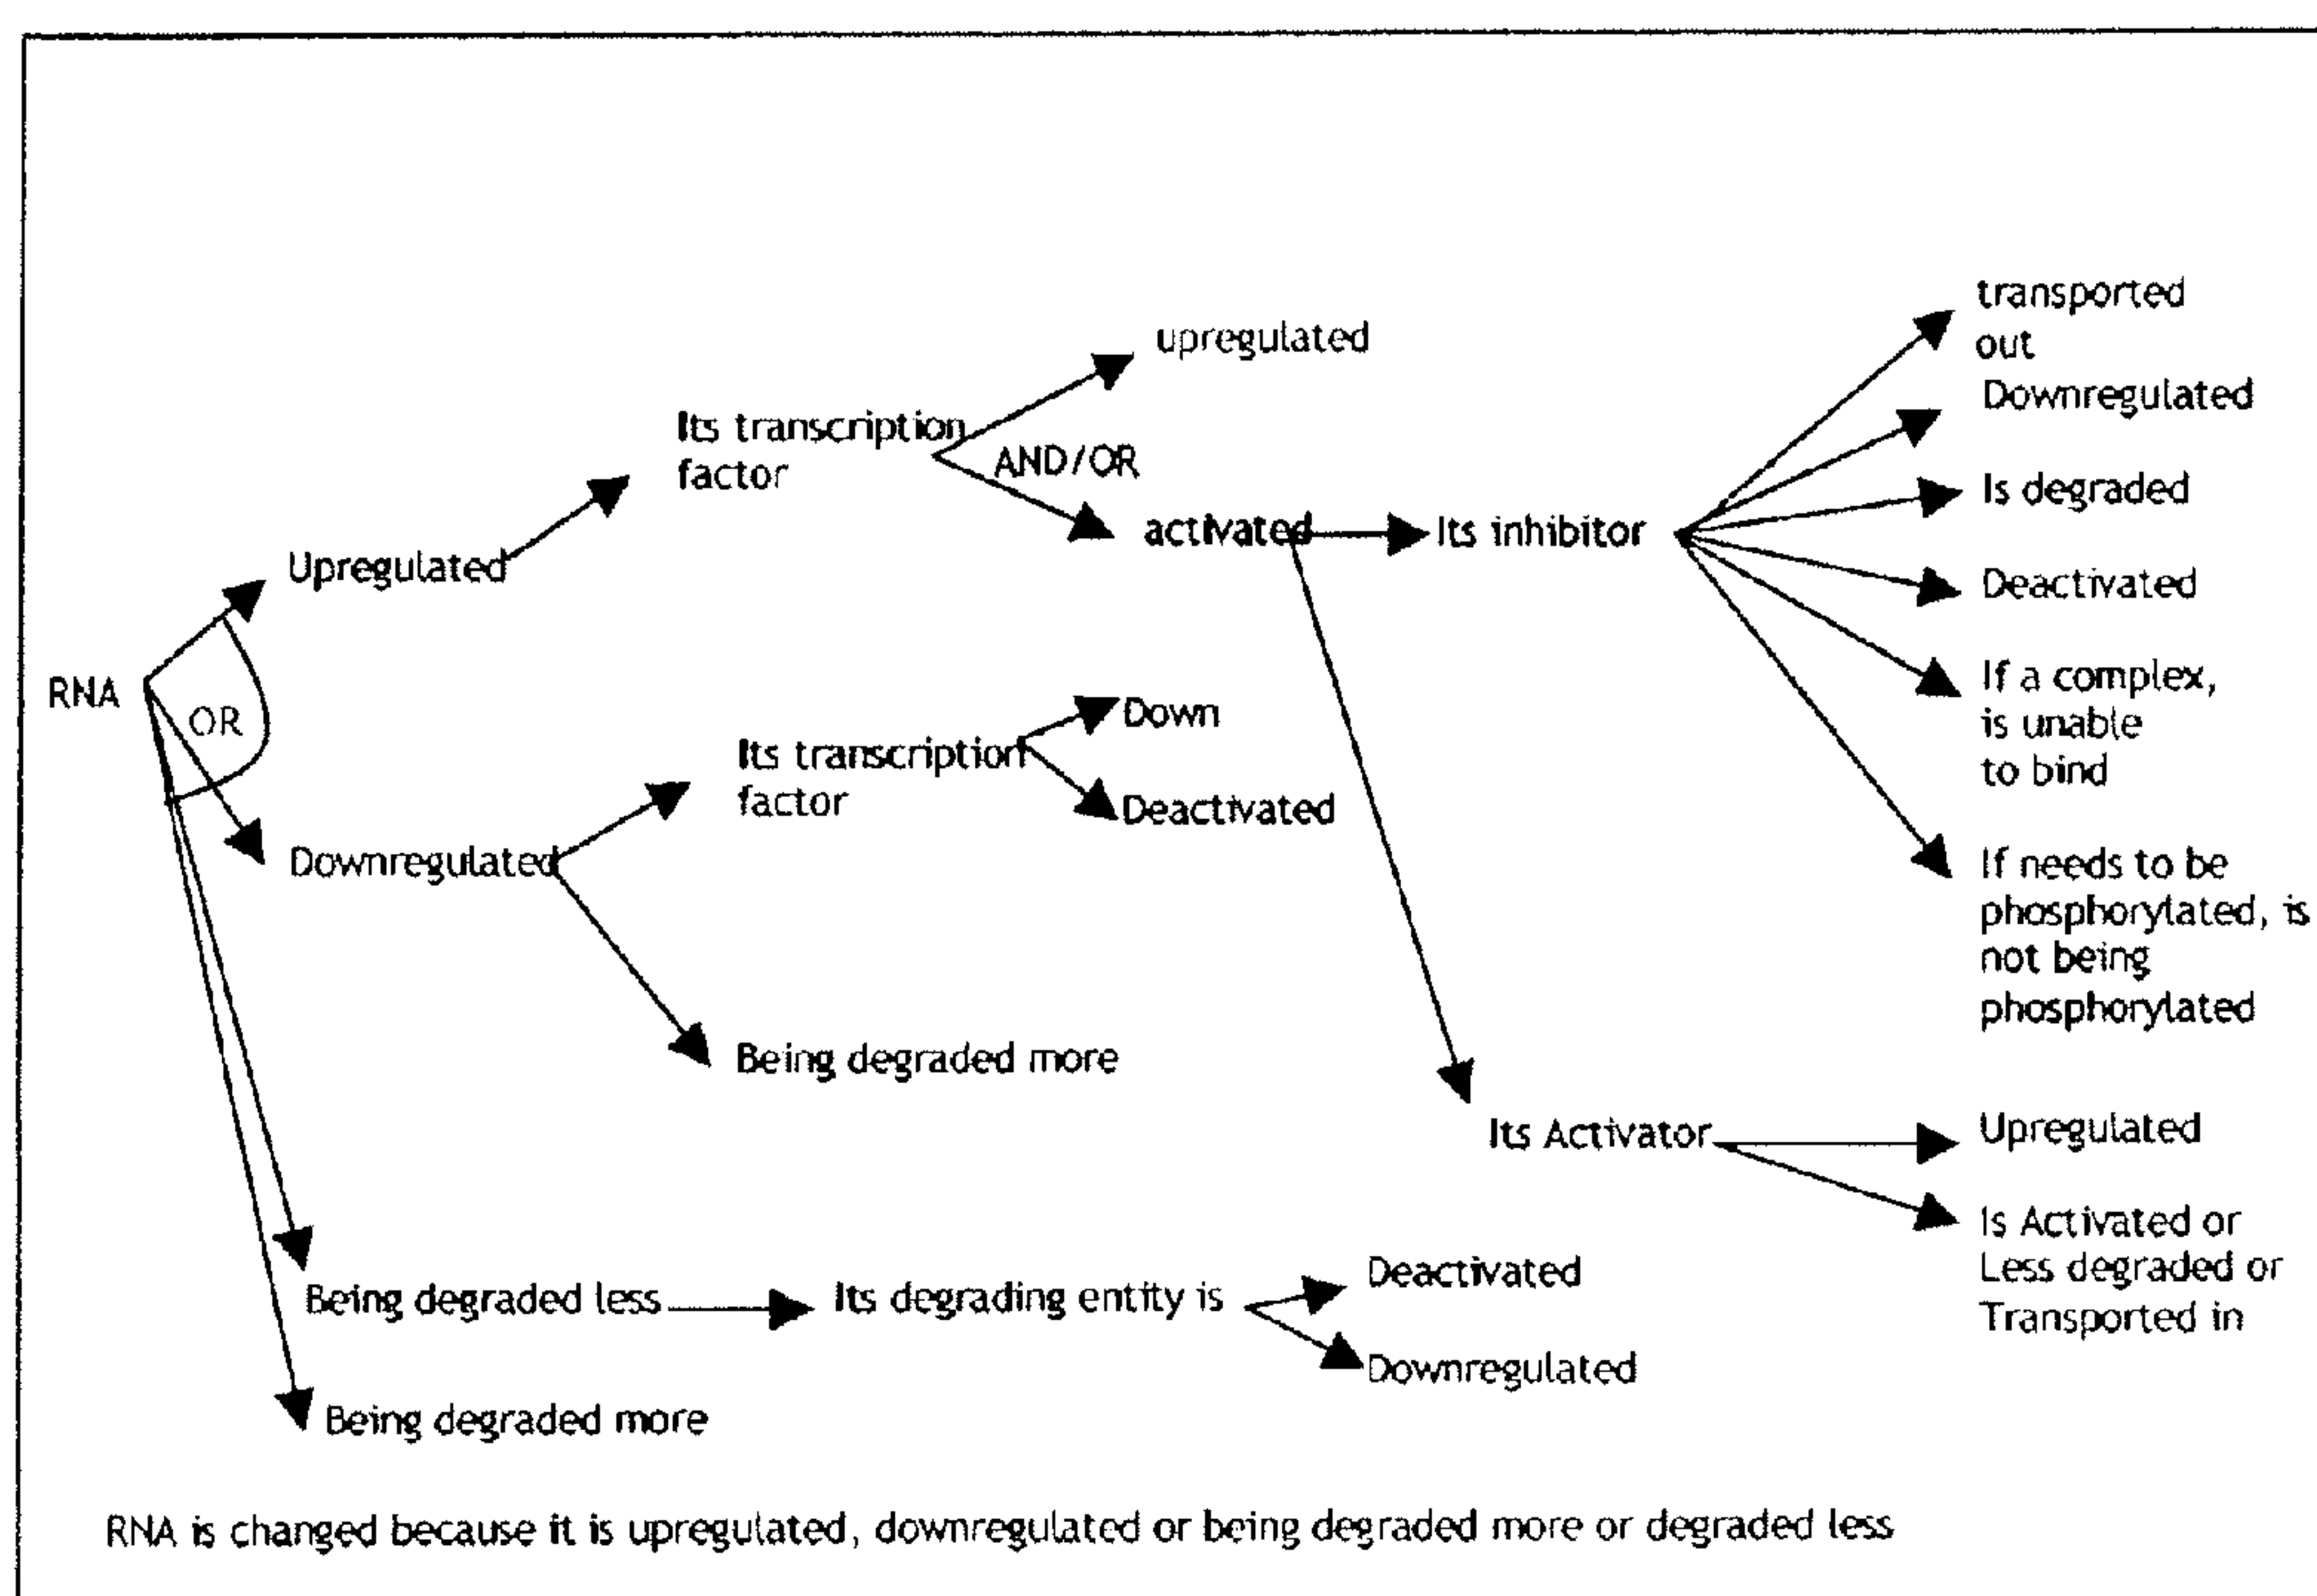 RNA
OR
Upregulated
Its transcription
factor
AND/OR
upregulated
activated
Its inhibitor
transported
out
Downregulated
Is degraded
Deactivated
If a complex,
is unable
to bind
If needs to be
phosphorylated, is
not being
phosphorylated
Its Activator
Upregulated
Is Activated or
Less degraded or
Transported in
Downregulated
Its transcription
factor
Down
Deactivated
Being degraded more
Being degraded less
Its degrading entity is
Deactivated
Downregulated
Being degraded more
RNA is changed because it is upregulated, downregulated or being degraded more or degraded less